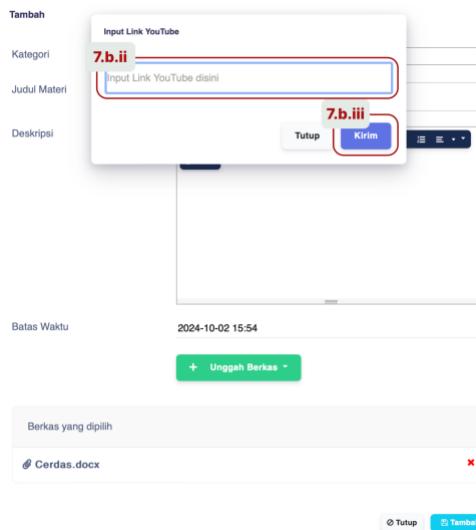 Tambah
Input Link YouTube
Kategori
7.b.ii
Input Link YouTube disini
Judul Materi
7.b.iii
Deskripsi
Tutup
Kirim
Batas Waktu
2024-10-02 15:54
+ Unggah Berkas
Berkas yang dipilih
Cerdas.docx
Tutup
Tamba